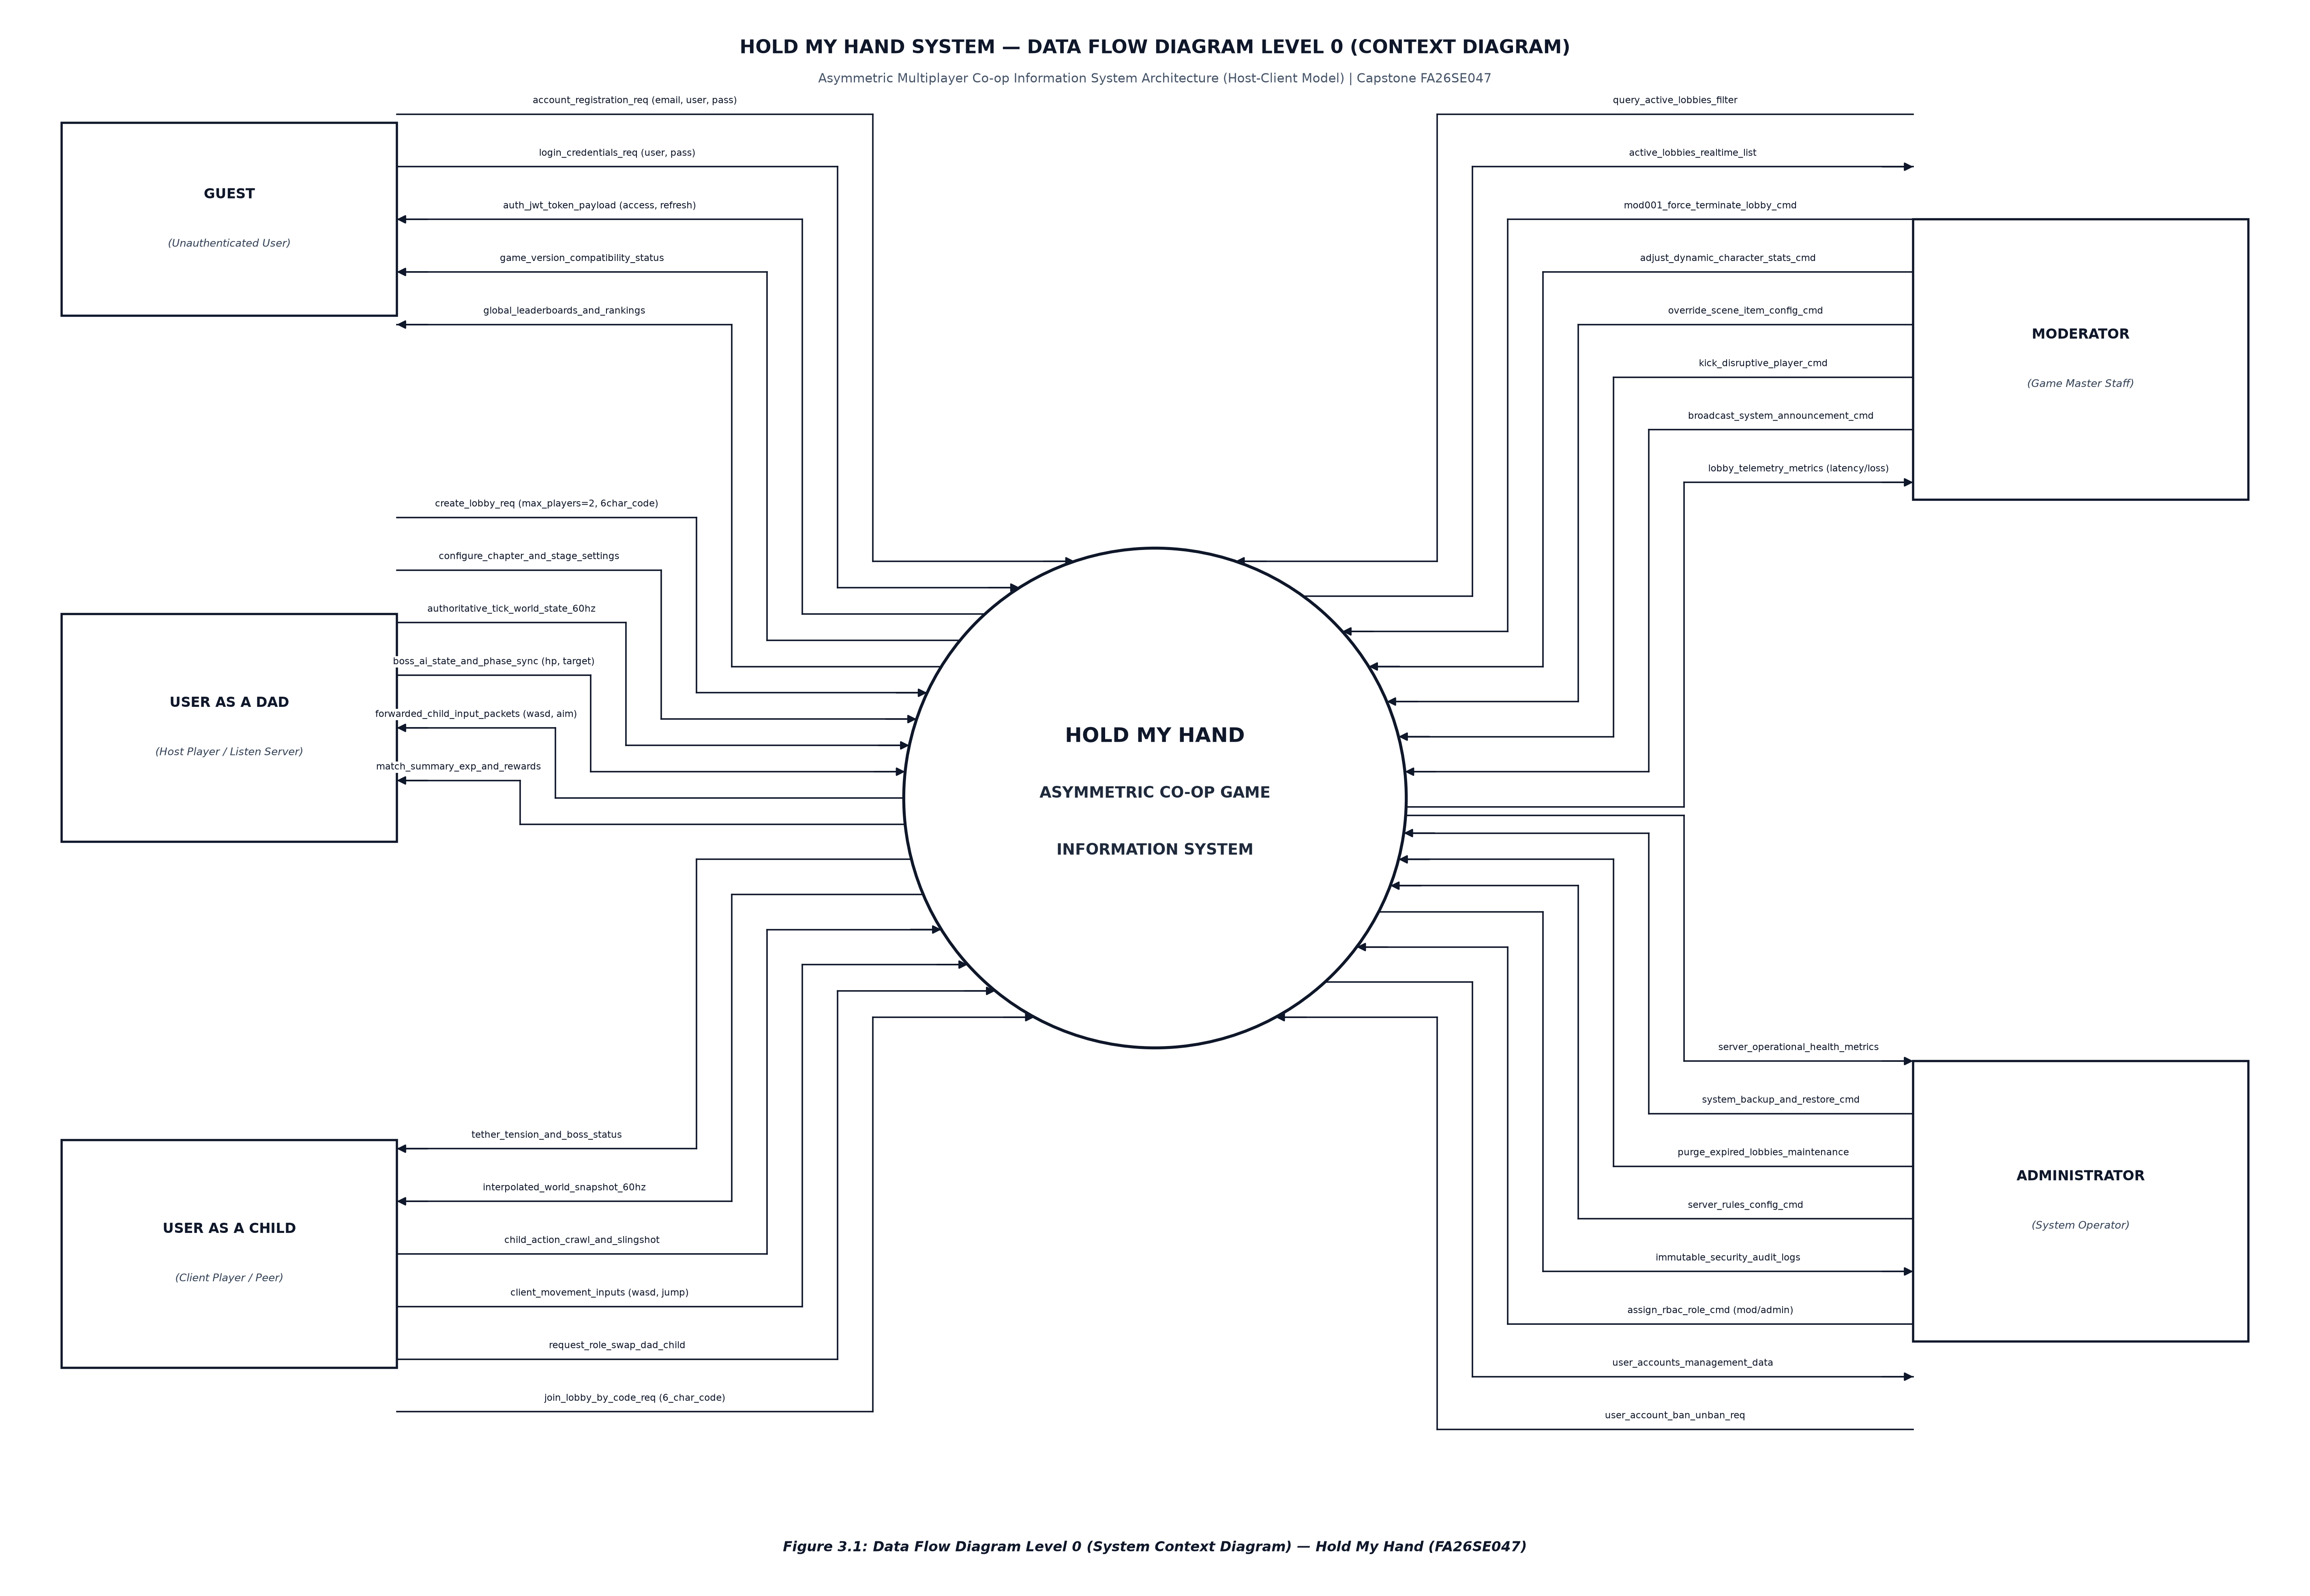 HOLD MY HAND SYSTEM — DATA FLOW DIAGRAM LEVEL 0 (CONTEXT DIAGRAM)
Asymmetric Multiplayer Co-op Information System Architecture (Host-Client Model) | Capstone FA26SE047
GUEST
(Unauthenticated User)
account_registration_req (email, user, pass)
login_credentials_req (user, pass)
auth_jwt_token_payload (access, refresh)
game_version_compatibility_status
global_leaderboards_and_rankings
query_active_lobbies_filter
active_lobbies_realtime_list
mod001_force_terminate_lobby_cmd
adjust_dynamic_character_stats_cmd
override_scene_item_config_cmd
kick_disruptive_player_cmd
broadcast_system_announcement_cmd
lobby_telemetry_metrics (latency/loss)
MODERATOR
(Game Master Staff)
create_lobby_req (max_players=2, 6char_code)
configure_chapter_and_stage_settings
authoritative_tick_world_state_60hz
boss_ai_state_and_phase_sync (hp, target)
forwarded_child_input_packets (wasd, aim)
match_summary_exp_and_rewards
USER AS A DAD
(Host Player / Listen Server)
HOLD MY HAND
ASYMMETRIC CO-OP GAME
INFORMATION SYSTEM
tether_tension_and_boss_status
interpolated_world_snapshot_60hz
child_action_crawl_and_slingshot
client_movement_inputs (wasd, jump)
request_role_swap_dad_child
join_lobby_by_code_req (6_char_code)
USER AS A CHILD
(Client Player / Peer)
server_operational_health_metrics
system_backup_and_restore_cmd
purge_expired_lobbies_maintenance
server_rules_config_cmd
immutable_security_audit_logs
assign_rbac_role_cmd (mod/admin)
user_accounts_management_data
user_account_ban_unban_req
ADMINISTRATOR
(System Operator)
Figure 3.1: Data Flow Diagram Level 0 (System Context Diagram) — Hold My Hand (FA26SE047)